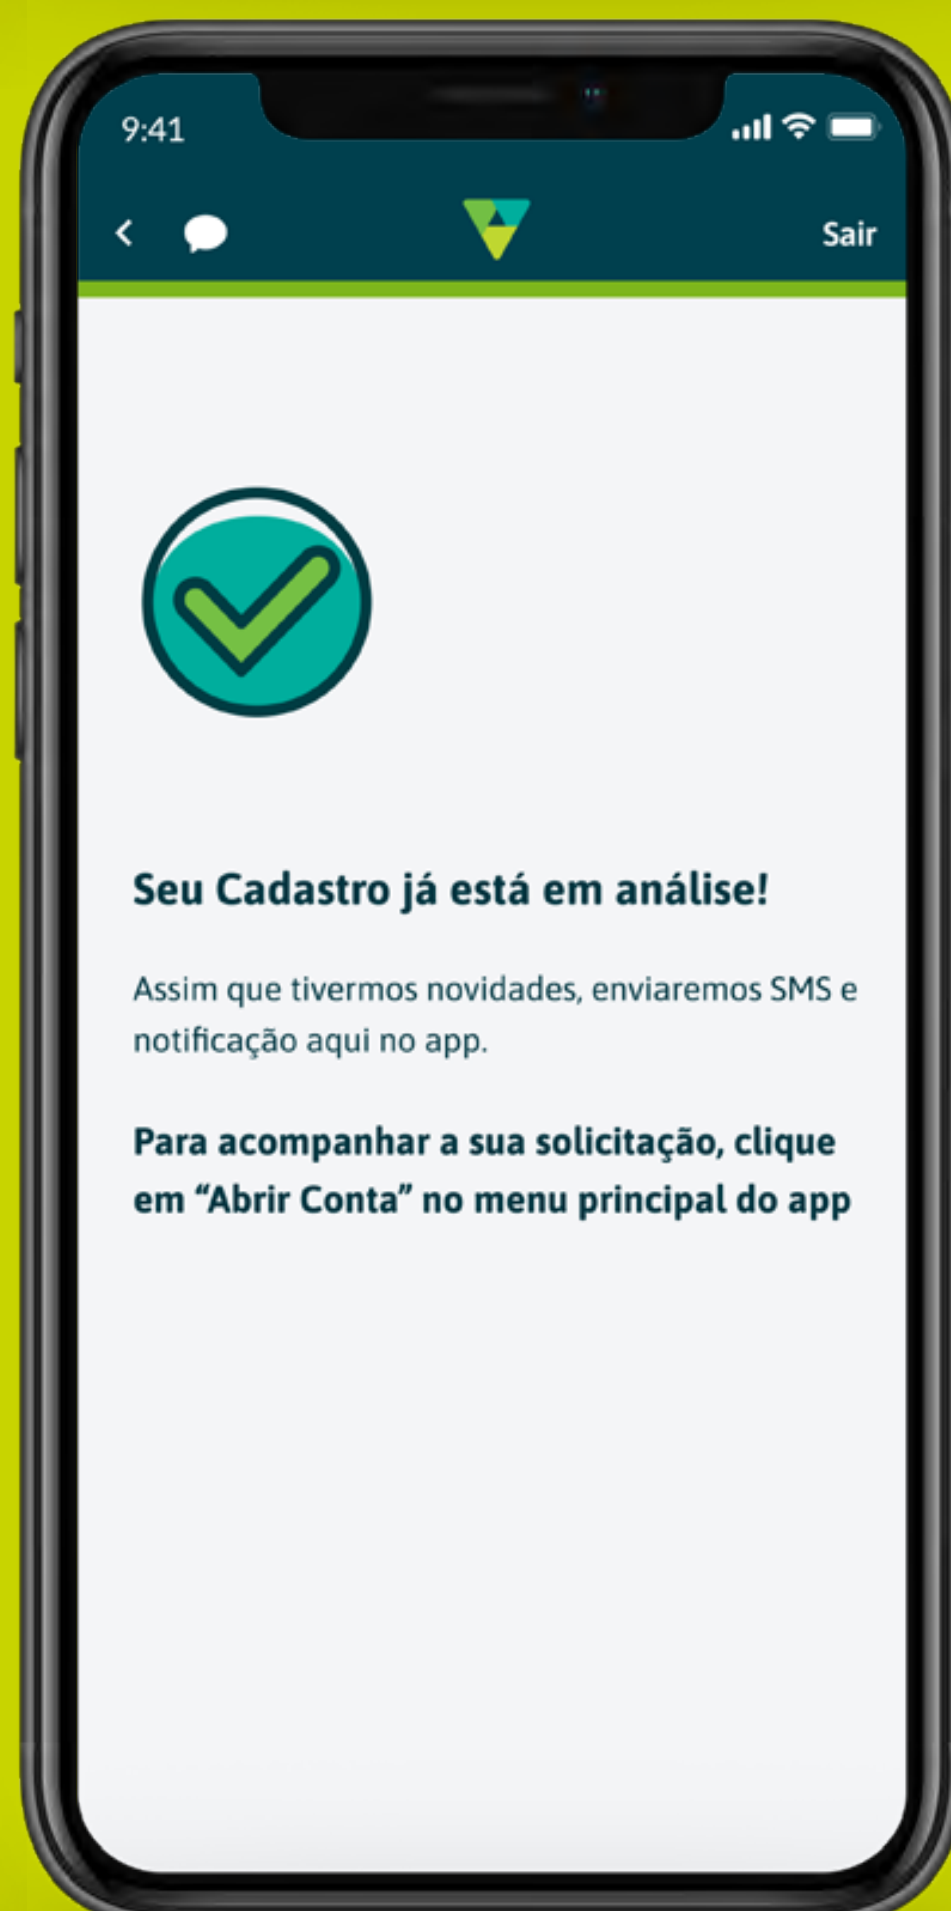 9:41
Sair
Seu Cadastro já está em análise!
Assim que tivermos novidades, enviaremos SMS e
notificação aqui no app.
Para acompanhar a sua solicitação, clique
em “Abrir Conta” no menu principal do app